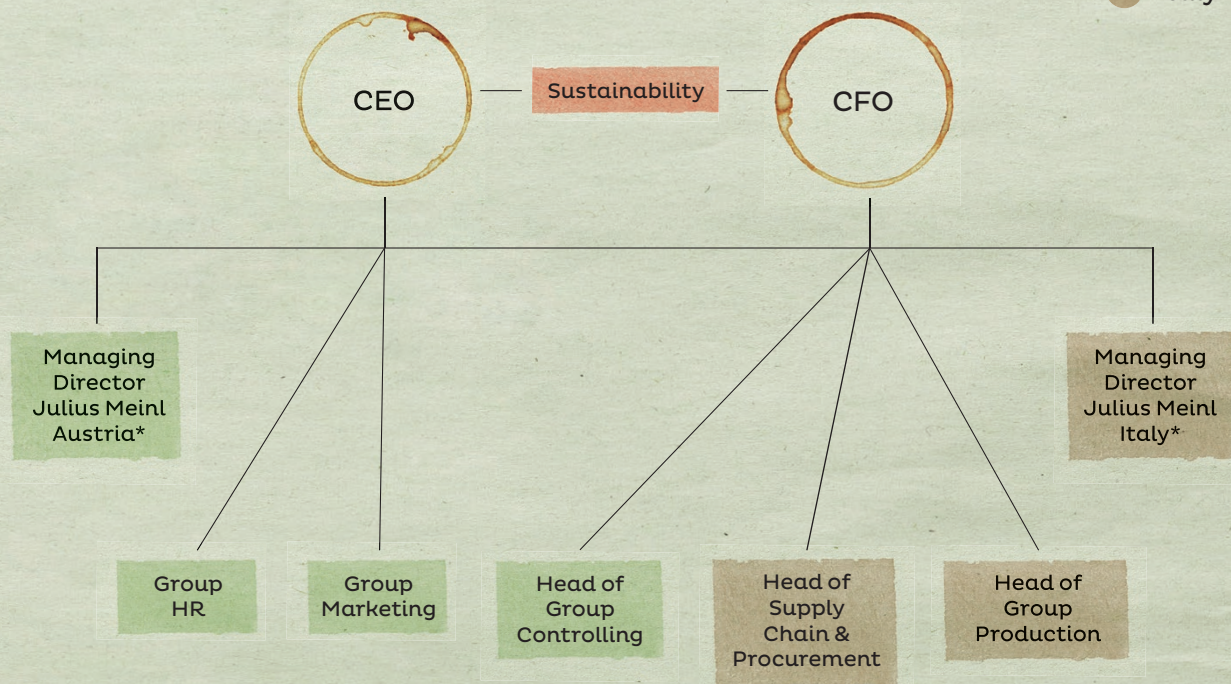 CEO
Sustainability
CFO
Managing
Director
Julius Meinl
Austria*
Managing
Director
Julius Meinl
Italy*
Group
HR
Group
Marketing
Head of
Group
Controlling
Head of
Supply
Chain &
Procurement
Head of
Group
Production